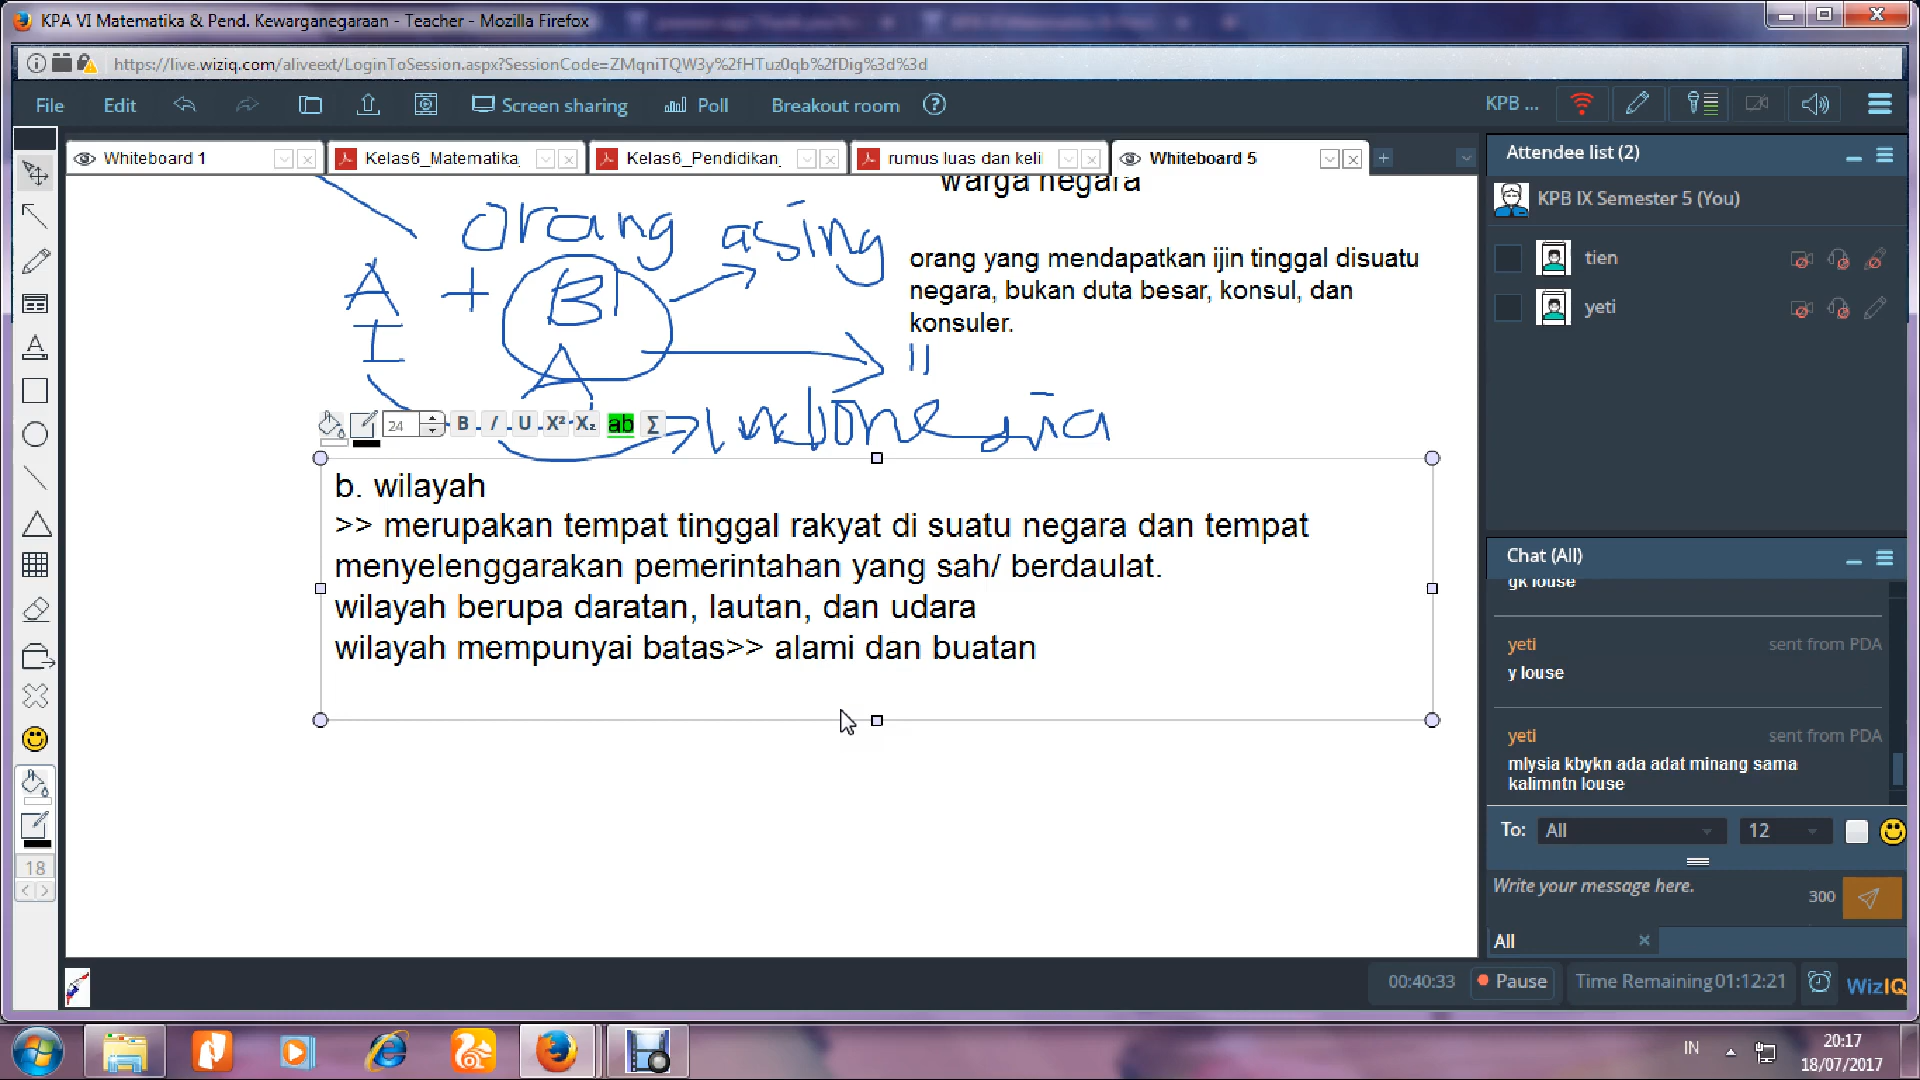 KPA VI Matematika & Pend. Kewarganegaraan - Teacher - Mozilla Firefox
https://live.wiziq.com/aliveext/LoginToSession.aspx?SessionCode=ZMqniTQW3y%2fHTuz0qb%2fDig%3d%3d
File Edit Screen sharing Poll Breakout room KPB ...
Whiteboard 1 Kelas6_Matematika_ Kelas6_Pendidikan_ rumus luas dan keli Whiteboard 5
warga negara
orang asing
A + B
I A
orang yang mendapatkan ijin tinggal disuatu
negara, bukan duta besar, konsul, dan
konsuler.
24 B I U X² X₂ ab Σ
b. wilayah
>> merupakan tempat tinggal rakyat di suatu negara dan tempat
menyelenggarakan pemerintahan yang sah/ berdaulat.
wilayah berupa daratan, lautan, dan udara
wilayah mempunyai batas>> alami dan buatan
18
Attendee list (2)
KPB IX Semester 5 (You)
tien
yeti
Chat (All)
gk louse
yeti sent from PDA
y louse
yeti sent from PDA
mlysia kbykn ada adat minang sama
kalimntn louse
To: All 12
Write your message here. 300
All
00:40:33 Pause Time Remaining 01:12:21 WizIQ
IN 20:17
18/07/2017